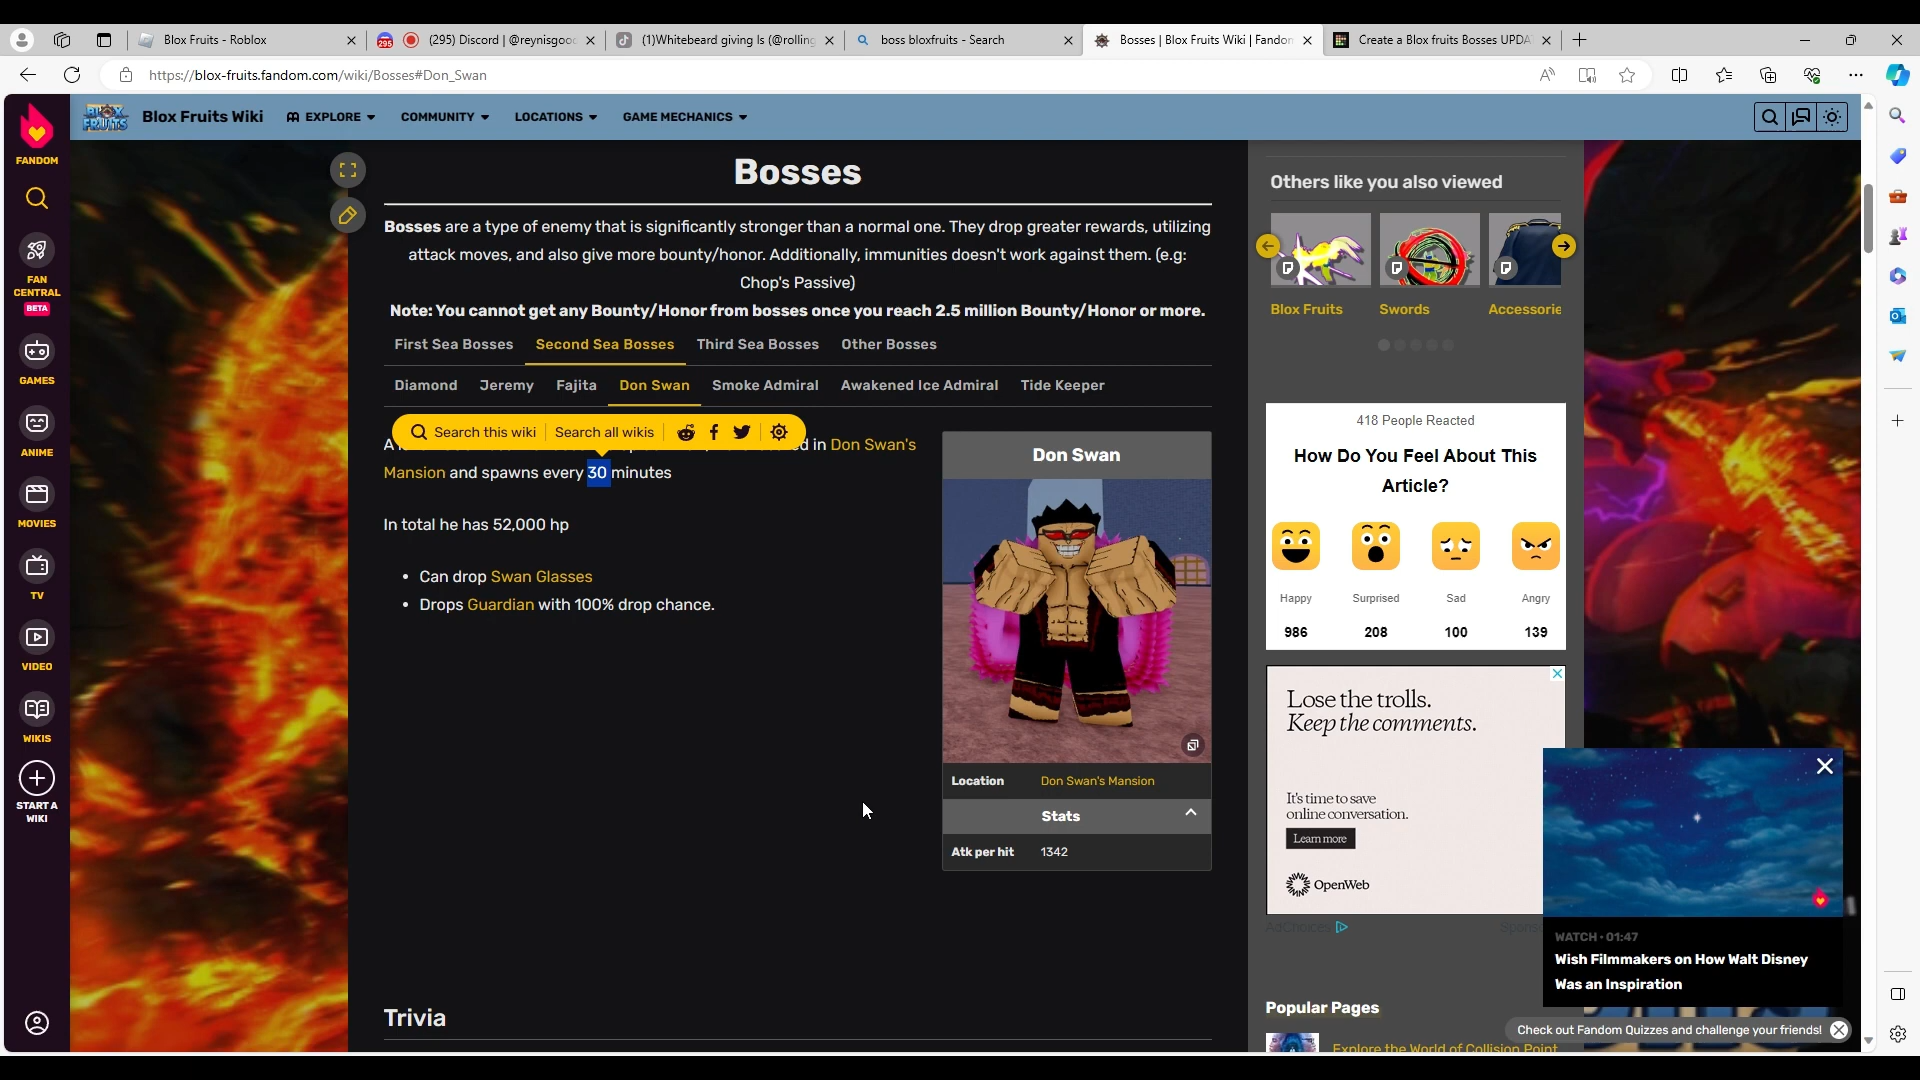 Blox Fruits - Roblox
(295) Discord | @reynisgood
(1)Whitebeard giving ls (@rolling
boss bloxfruits - Search
Bosses | Blox Fruits Wiki | Fandom
Create a Blox fruits Bosses UPDA
295
https://blox-fruits.fandom.com/wiki/Bosses#Don_Swan
BLOX FRUITS
Blox Fruits Wiki
EXPLORE
COMMUNITY
LOCATIONS
GAME MECHANICS
FANDOM
FAN
CENTRAL
BETA
GAMES
ANIME
MOVIES
TV
VIDEO
WIKIS
START A
WIKI
Bosses
Bosses are a type of enemy that is significantly stronger than a normal one. They drop greater rewards, utilizing
attack moves, and also give more bounty/honor. Additionally, immunities doesn't work against them. (e.g:
Chop's Passive)
Note: You cannot get any Bounty/Honor from bosses once you reach 2.5 million Bounty/Honor or more.
First Sea Bosses
Second Sea Bosses
Third Sea Bosses
Other Bosses
Diamond
Jeremy
Fajita
Don Swan
Smoke Admiral
Awakened Ice Admiral
Tide Keeper
Search this wiki
Search all wikis
in Don Swan's
Mansion and spawns every 30 minutes
In total he has 52,000 hp
• Can drop Swan Glasses
• Drops Guardian with 100% drop chance.
Don Swan
Location Don Swan's Mansion
Stats
Atk per hit 1342
Trivia
Others like you also viewed
Blox Fruits
Swords
Accessorie
418 People Reacted
How Do You Feel About This
Article?
Happy
Surprised
Sad
Angry
986
208
100
139
Lose the trolls.
Keep the comments.
It's time to save
online conversation.
Learn more
OpenWeb
AdChoices
WATCH • 01:47
Wish Filmmakers on How Walt Disney
Was an Inspiration
Popular Pages
Check out Fandom Quizzes and challenge your friends!
Explore the World of Collision Point